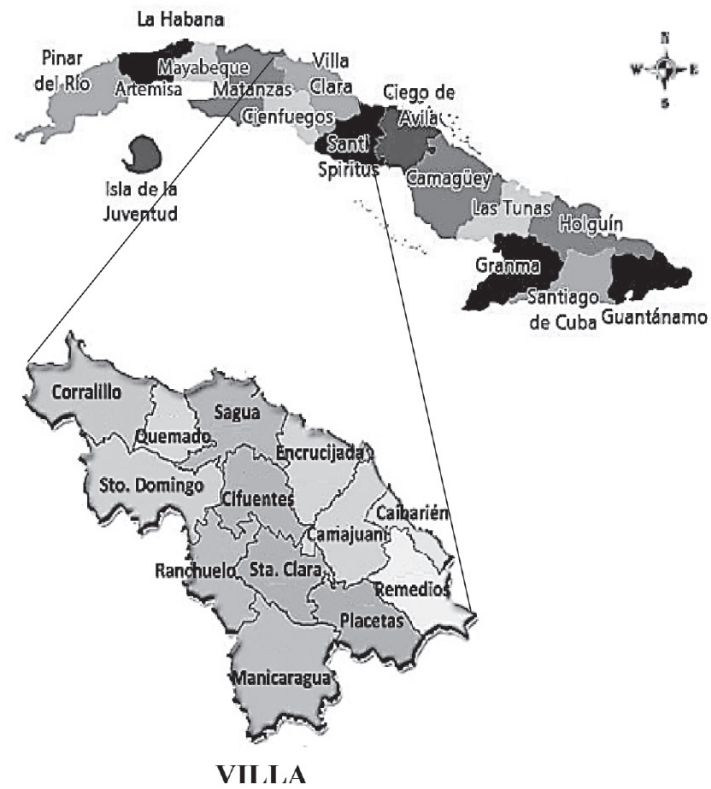 La Habana
Pinar
del Río
Artemisa
Mayabeque
Matanzas
Villa
Clara
Cienfuegos
Santi
Spiritus
Ciego de
Avila
Camagüey
Las Tunas
Holguín
Granma
Santiago
de Cuba
Guantánamo
Isla de la
Juventud
N
W
E
S
Corralillo
Quemado
Sagua
Encrucijada
Sto. Domingo
Cifuentes
Caibarién
Camajuaní
Ranchuelo
Sta. Clara
Remedios
Placetas
Manicaragua
VILLA